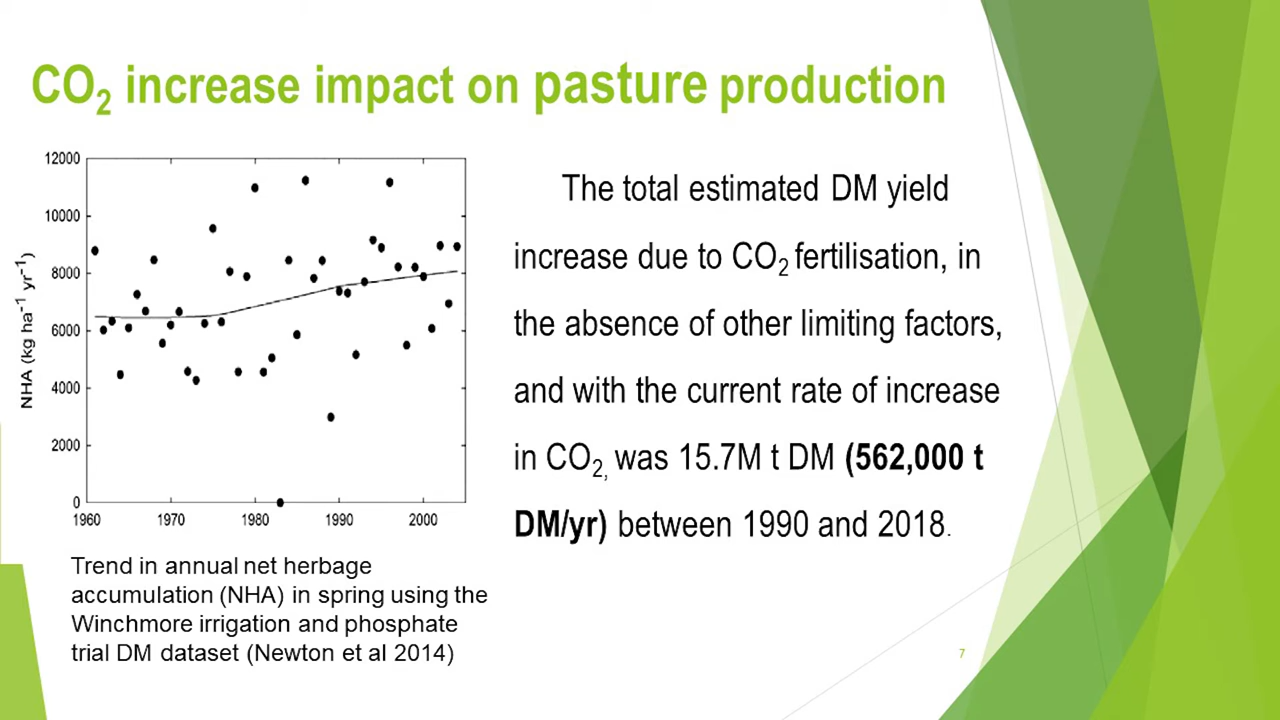 CO₂ increase impact on pasture production
12000
10000
8000
6000
4000
2000
0
NHA (kg ha⁻¹ yr⁻¹)
1960 1970 1980 1990 2000
Trend in annual net herbage
accumulation (NHA) in spring using the
Winchmore irrigation and phosphate
trial DM dataset (Newton et al 2014)
The total estimated DM yield
increase due to CO₂ fertilisation, in
the absence of other limiting factors,
and with the current rate of increase
in CO₂, was 15.7M t DM (562,000 t
DM/yr) between 1990 and 2018.
7